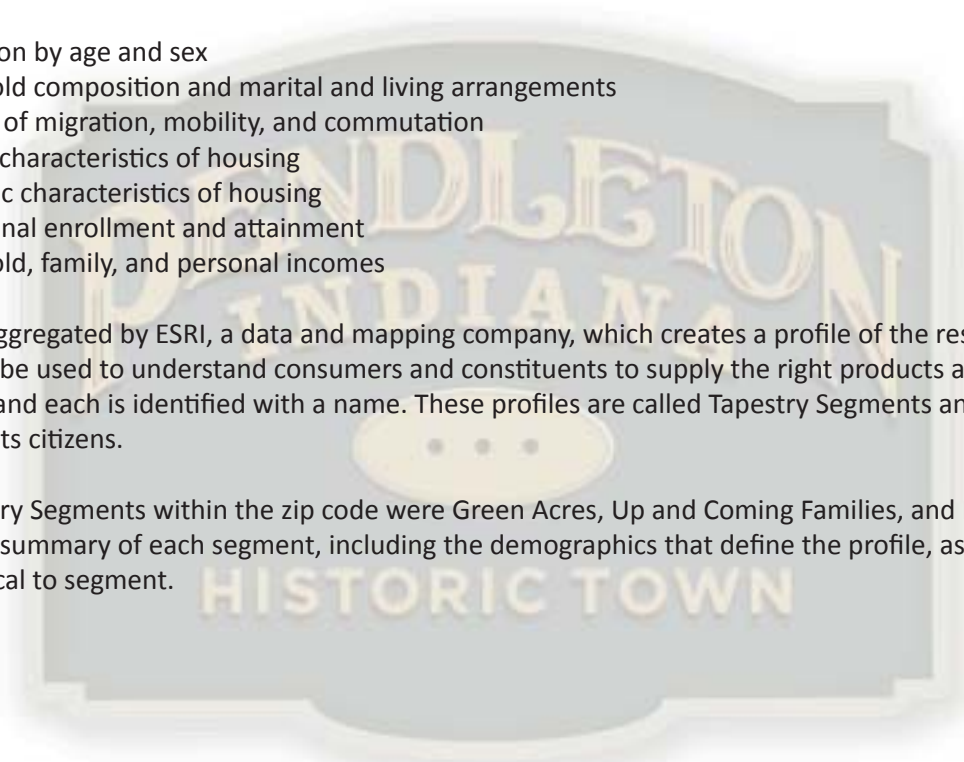 on by age and sex
old composition and marital and living arrangements
of migration, mobility, and commutation
characteristics of housing
c characteristics of housing
nal enrollment and attainment
old, family, and personal incomes
ggregated by ESRI, a data and mapping company, which creates a profile of the res
be used to understand consumers and constituents to supply the right products a
and each is identified with a name. These profiles are called Tapestry Segments an
ts citizens.
ry Segments within the zip code were Green Acres, Up and Coming Families, and
summary of each segment, including the demographics that define the profile, as
cal to segment.
PENDLETON
INDIANA
HISTORIC TOWN